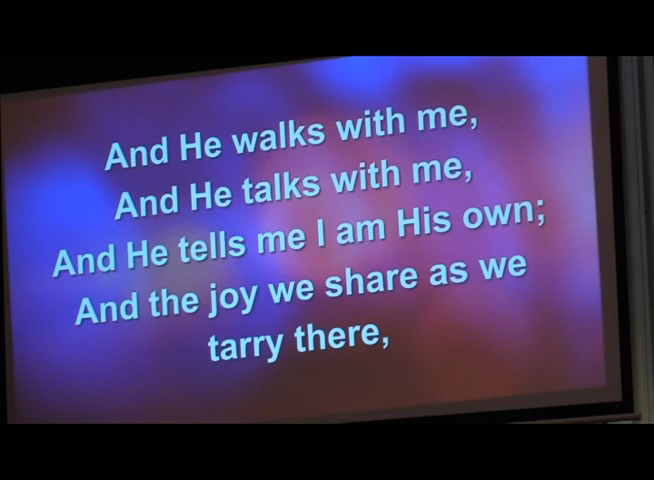 And He walks with me,
And He talks with me,
And He tells me I am His own;
And the joy we share as we
tarry there,